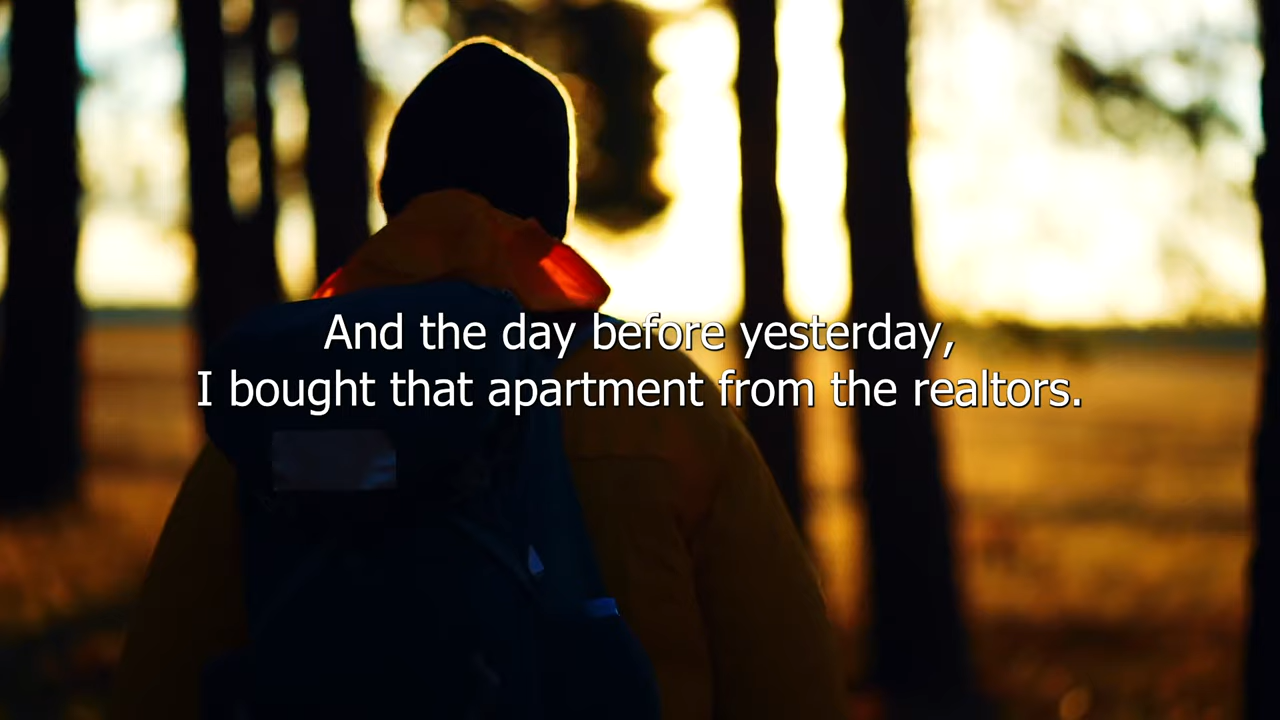 And the day before yesterday,
I bought that apartment from the realtors.